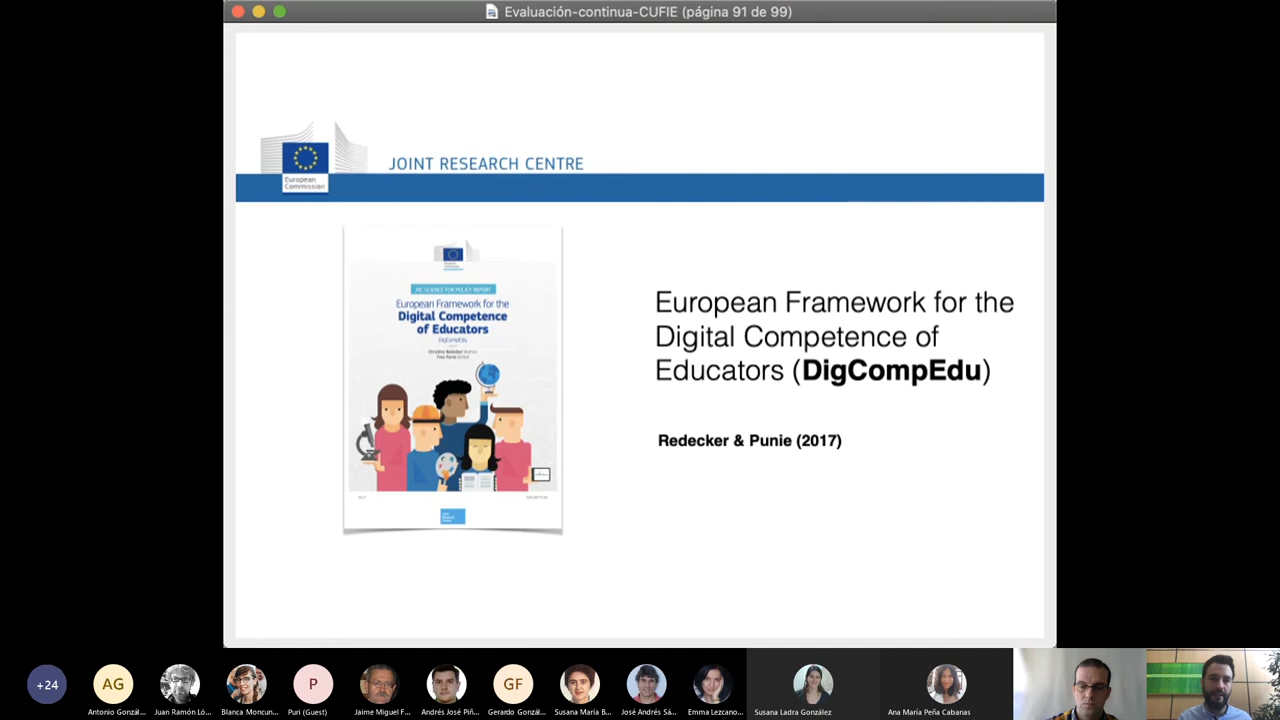 Evaluación-continua-CUFIE (página 91 de 99)
European
Commission
JOINT RESEARCH CENTRE
JRC SCIENCE FOR POLICY REPORT
European Framework for the
Digital Competence
of Educators
DigCompEdu
European Framework for the
Digital Competence of
Educators (DigCompEdu)
Redecker & Punie (2017)
+24
AG
P
GF
Antonio Gonzál...
Juan Ramón Ló...
Blanca Moncun...
Puri (Guest)
Jaime Miguel F...
Andrés José Piñ...
Gerardo Gonzál...
Susana María B...
José Andrés Sá...
Emma Lezcano...
Susana Ladra González
Ana María Peña Cabanas